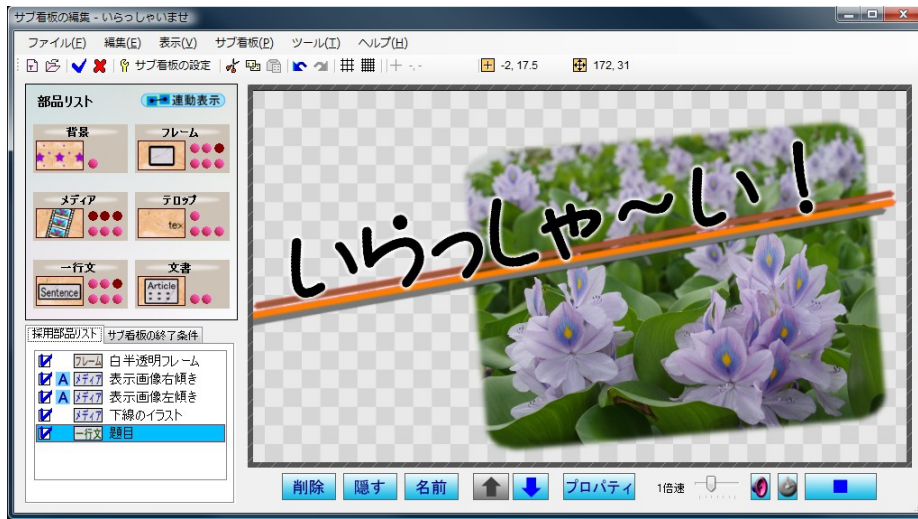 サブ看板の編集 - いらっしゃいませ
ファイル(F) 編集(E) 表示(V) サブ看板(P) ツール(T) ヘルプ(H)
サブ看板の設定 -2, 17.5 172, 31
部品リスト 連動表示
背景 フレーム
メディア テロップ
tex
一行文 文書
Sentence Article
採用部品リスト サブ看板の終了条件
フレーム 白半透明フレーム
A メディア 表示画像右傾き
A メディア 表示画像左傾き
メディア 下線のイラスト
一行文 題目
いらっしゃ～い！
削除 隠す 名前 プロパティ 1倍速